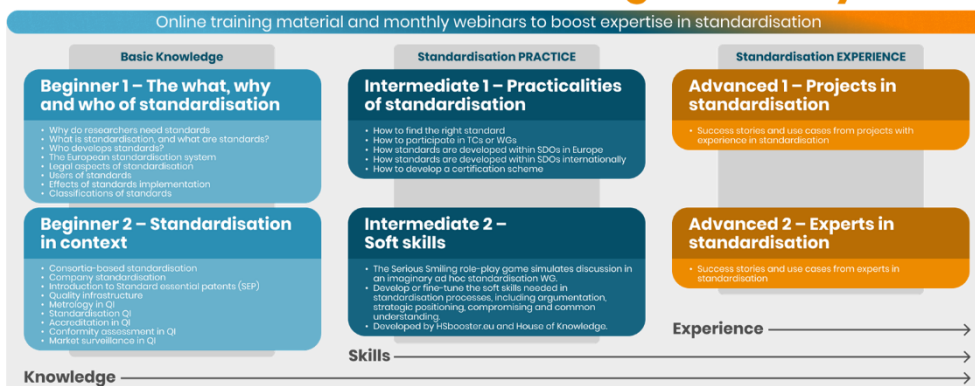 Online training material and monthly webinars to boost expertise in standardisation
Basic Knowledge
Beginner 1 – The what, why
and who of standardisation
• Why do researchers need standards
• What is standardisation, and what are standards?
• Who develops standards?
• The European standardisation system
• Legal aspects of standardisation
• Users of standards
• Effects of standards implementation
• Classifications of standards
Beginner 2 – Standardisation
in context
• Consortia-based standardisation
• Company standardisation
• Introduction to Standard essential patents (SEP)
• Quality infrastructure
• Metrology in QI
• Standardisation QI
• Accreditation in QI
• Conformity assessment in QI
• Market surveillance in QI
Standardisation PRACTICE
Intermediate 1 – Practicalities
of standardisation
• How to find the right standard
• How to participate in TCs or WGs
• How standards are developed within SDOs in Europe
• How standards are developed within SDOs internationally
• How to develop a certification scheme
Intermediate 2 –
Soft skills
• The Serious Smiling role-play game simulates discussion in
an imaginary ad hoc standardisation WG.
• Develop or fine-tune the soft skills needed in
standardisation processes, including argumentation,
strategic positioning, compromising and common
understanding.
• Developed by HSbooster.eu and House of Knowledge.
Standardisation EXPERIENCE
Advanced 1 – Projects in
standardisation
• Success stories and use cases from projects with
experience in standardisation
Advanced 2 – Experts in
standardisation
• Success stories and use cases from experts in
standardisation
Experience
Skills
Knowledge